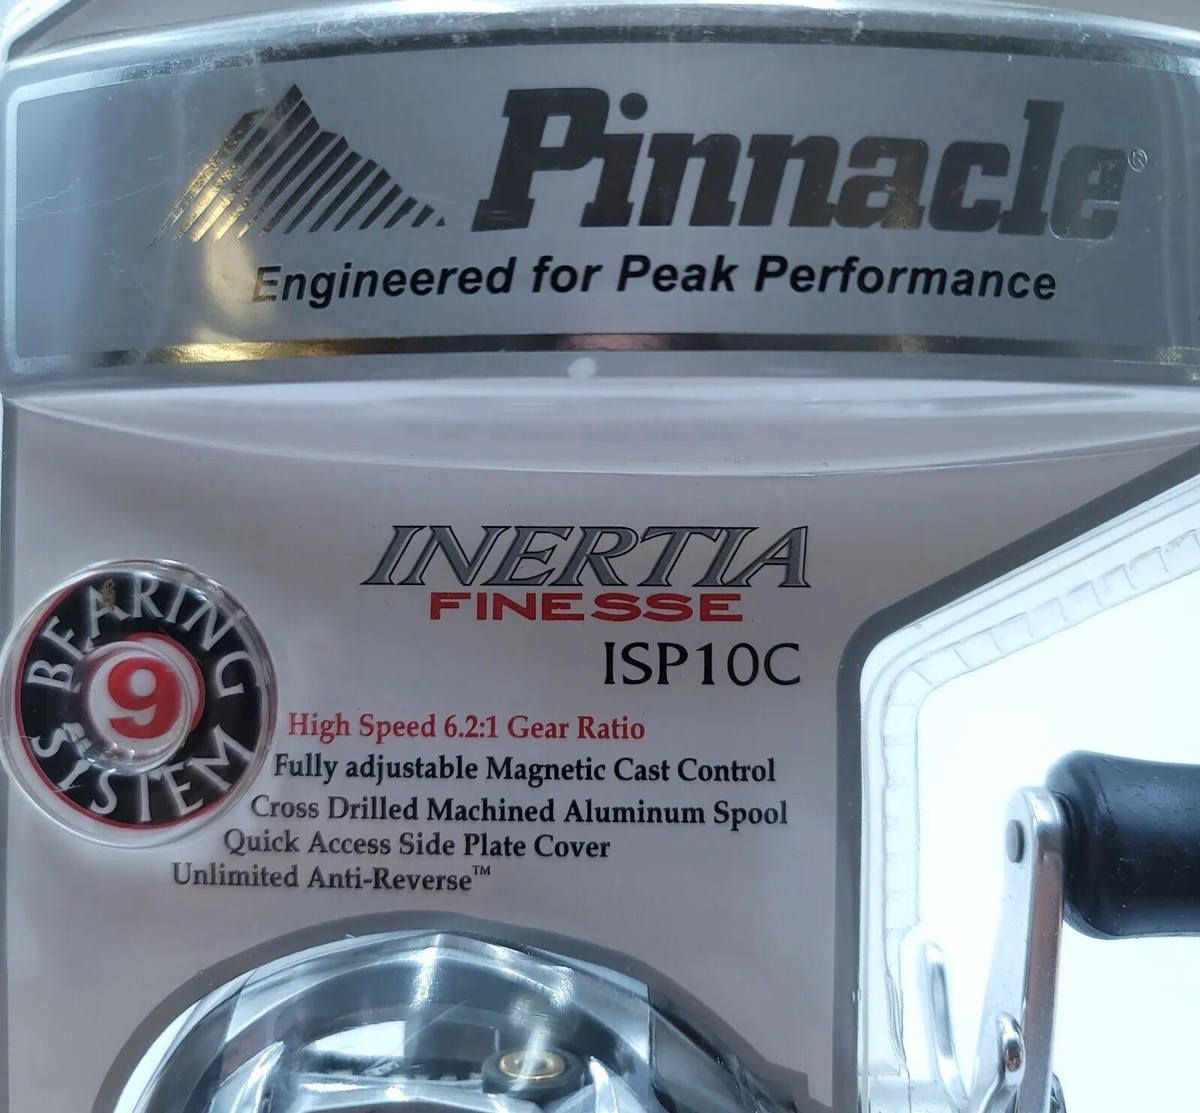 Pinnacle®
Engineered for Peak Performance
INERTIA
FINESSE
ISP10C
BEARING
9
SYSTEM
High Speed 6.2:1 Gear Ratio
Fully adjustable Magnetic Cast Control
Cross Drilled Machined Aluminum Spool
Quick Access Side Plate Cover
Unlimited Anti-Reverse™